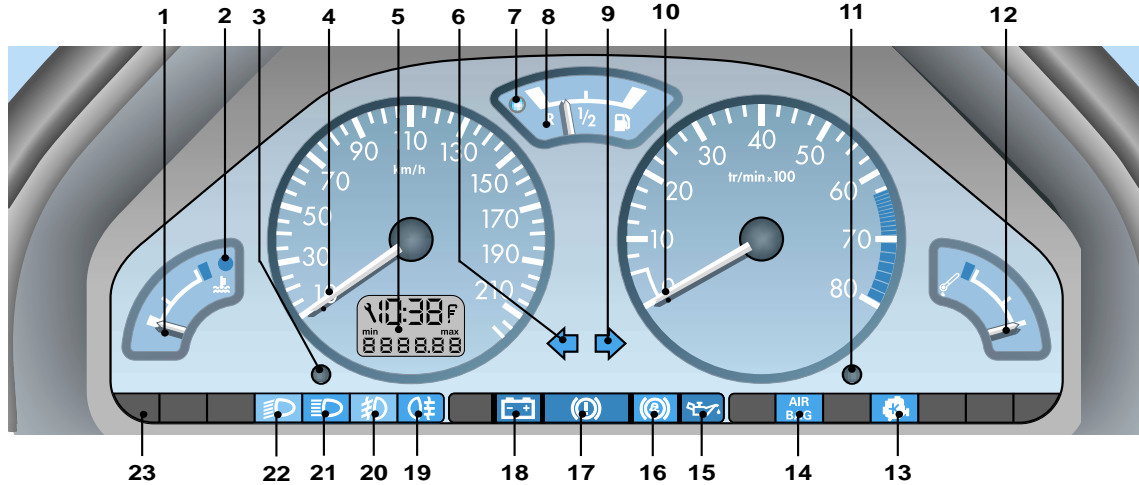 1 2 3 4 5 6 7 8 9 10 11 12
10 30 50 70 90 110 130 150 170 190 210
km/h
R 1/2
0 10 20 30 40 50 60 70 80
tr/min x 100
10:38
min max
8888.88
AIR
BAG
23 22 21 20 19 18 17 16 15 14 13